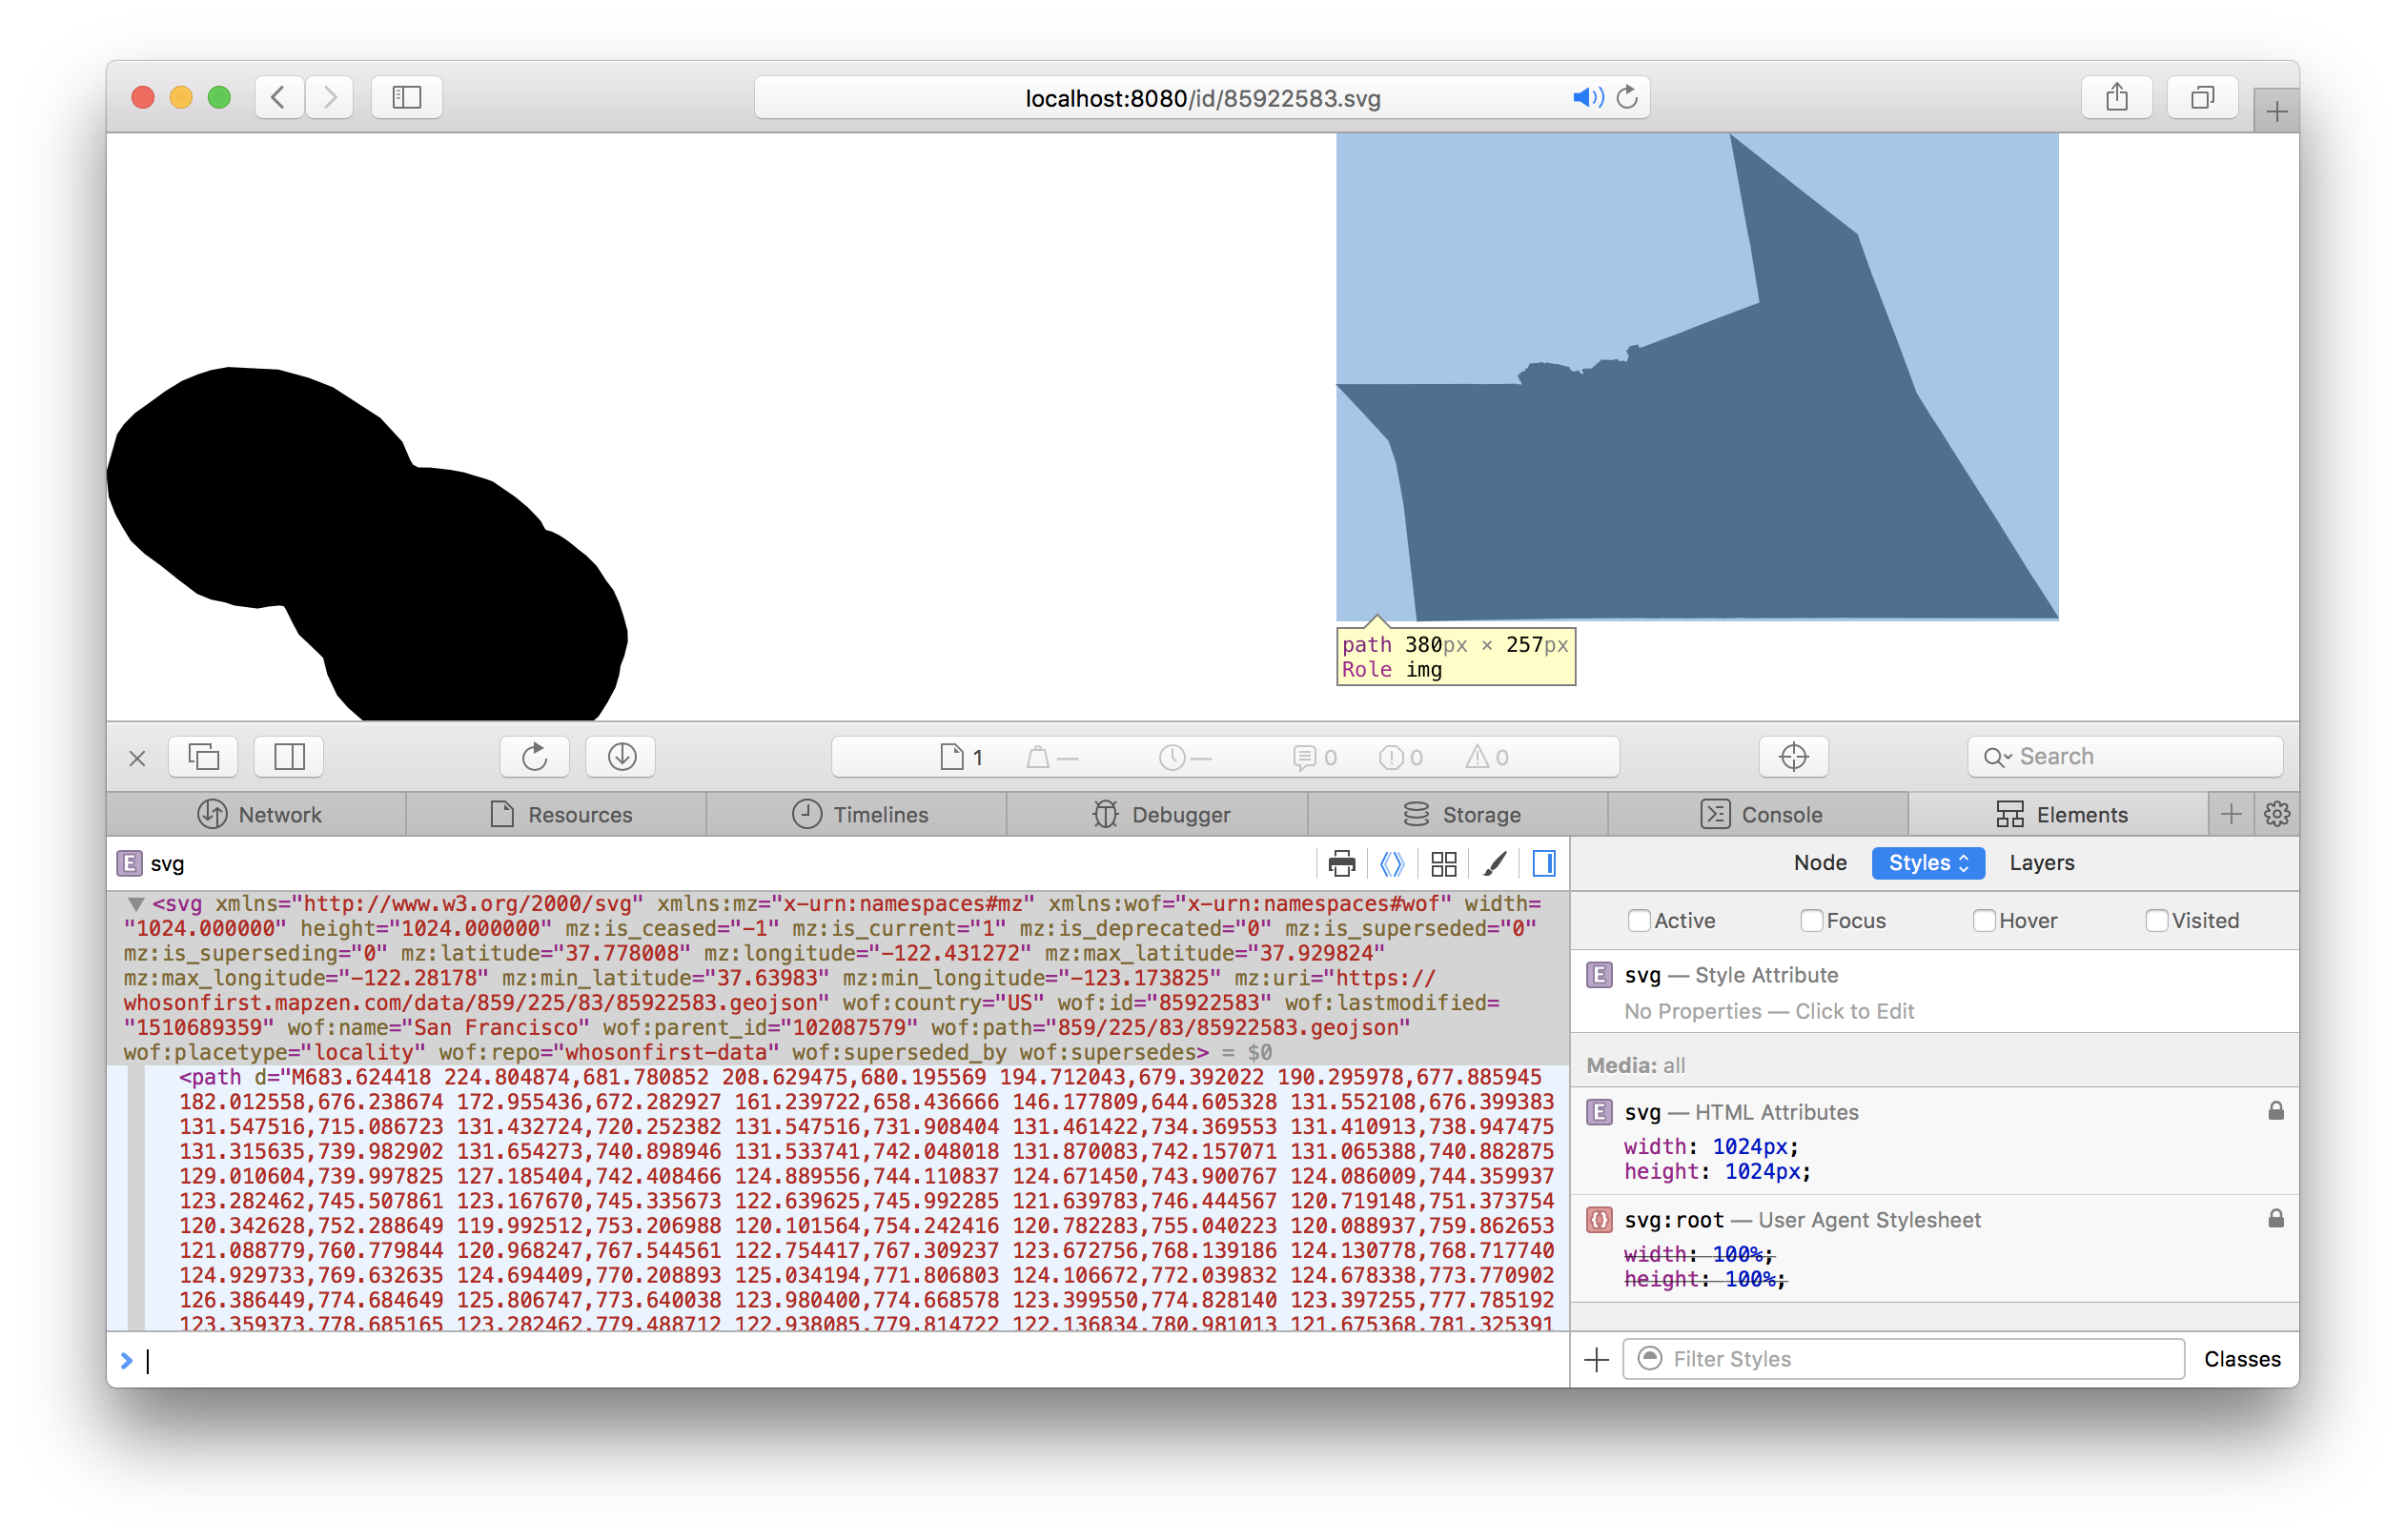 localhost:8080/id/85922583.svg
path 380px × 257px
Role img
1 — — 0 0 0
Search
Network Resources Timelines Debugger Storage Console Elements
E svg
Node Styles Layers
<svg xmlns="http://www.w3.org/2000/svg" xmlns:mz="x-urn:namespaces#mz" xmlns:wof="x-urn:namespaces#wof" width=
"1024.000000" height="1024.000000" mz:is_ceased="-1" mz:is_current="1" mz:is_deprecated="0" mz:is_superseded="0"
mz:is_superseding="0" mz:latitude="37.778008" mz:longitude="-122.431272" mz:max_latitude="37.929824"
mz:max_longitude="-122.28178" mz:min_latitude="37.63983" mz:min_longitude="-123.173825" mz:uri="https://
whosonfirst.mapzen.com/data/859/225/83/85922583.geojson" wof:country="US" wof:id="85922583" wof:lastmodified=
"1510689359" wof:name="San Francisco" wof:parent_id="102087579" wof:path="859/225/83/85922583.geojson"
wof:placetype="locality" wof:repo="whosonfirst-data" wof:superseded_by wof:supersedes> = $0
<path d="M683.624418 224.804874,681.780852 208.629475,680.195569 194.712043,679.392022 190.295978,677.885945
182.012558,676.238674 172.955436,672.282927 161.239722,658.436666 146.177809,644.605328 131.552108,676.399383
131.547516,715.086723 131.432724,720.252382 131.547516,731.908404 131.461422,734.369553 131.410913,738.947475
131.315635,739.982902 131.654273,740.898946 131.533741,742.048018 131.870083,742.157071 131.065388,740.882875
129.010604,739.997825 127.185404,742.408466 124.889556,744.110837 124.671450,743.900767 124.086009,744.359937
123.282462,745.507861 123.167670,745.335673 122.639625,745.992285 121.639783,746.444567 120.719148,751.373754
120.342628,752.288649 119.992512,753.206988 120.101564,754.242416 120.782283,755.040223 120.088937,759.862653
121.088779,760.779844 120.968247,767.544561 122.754417,767.309237 123.672756,768.139186 124.130778,768.717740
124.929733,769.632635 124.694409,770.208893 125.034194,771.806803 124.106672,772.039832 124.678338,773.770902
126.386449,774.684649 125.806747,773.640038 123.980400,774.668578 123.399550,774.828140 123.397255,777.785192
123.359373,778.685165 123.282462,779.488712 122.938085,779.814722 122.136834,780.981013 121.675368,781.325391
Active Focus Hover Visited
E svg — Style Attribute
No Properties — Click to Edit
Media: all
E svg — HTML Attributes
width: 1024px;
height: 1024px;
{} svg:root — User Agent Stylesheet
width: 100%;
height: 100%;
Filter Styles
Classes